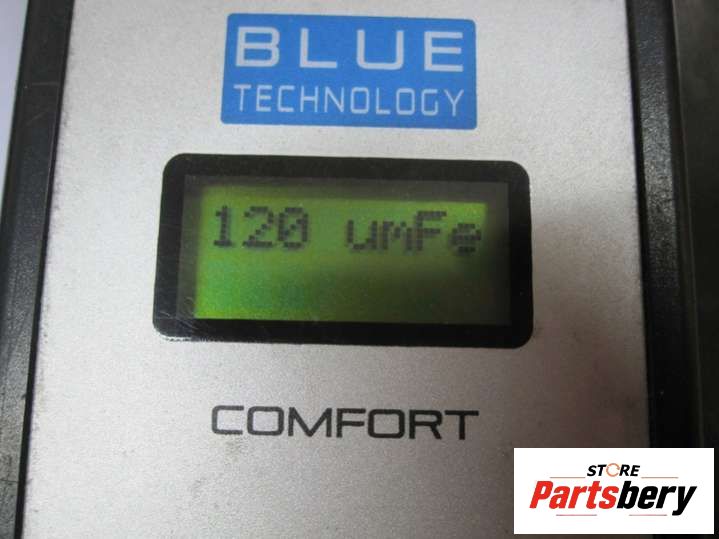 BLUE
TECHNOLOGY
120 umFe
COMFORT
STORE
Partsbery